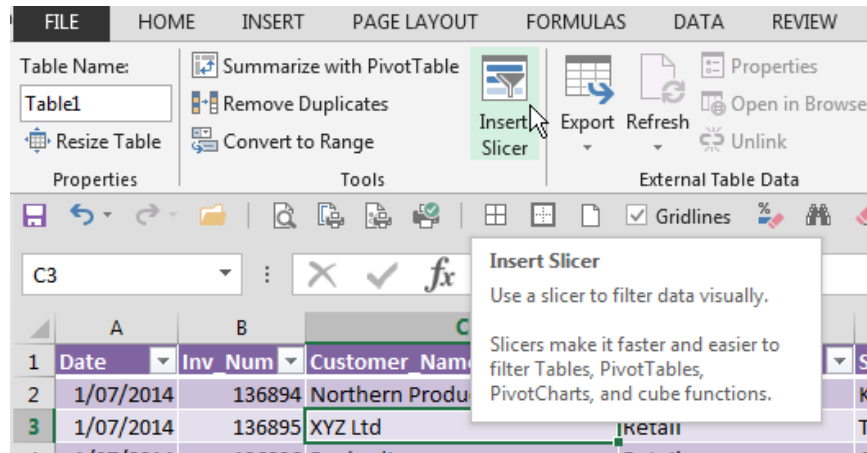 FILE HOME INSERT PAGE LAYOUT FORMULAS DATA REVIEW
Table Name:
Table1
Resize Table
Properties
Summarize with PivotTable
Remove Duplicates
Convert to Range
Tools
Insert
Slicer
Export
Refresh
Properties
Open in Browse
Unlink
External Table Data
Gridlines
%
C3
fx
Insert Slicer
Use a slicer to filter data visually.
Slicers make it faster and easier to
filter Tables, PivotTables,
PivotCharts, and cube functions.
A B C
1 Date Inv_Num Customer_Name S
2 1/07/2014 136894 Northern Produ K
3 1/07/2014 136895 XYZ Ltd Retail T